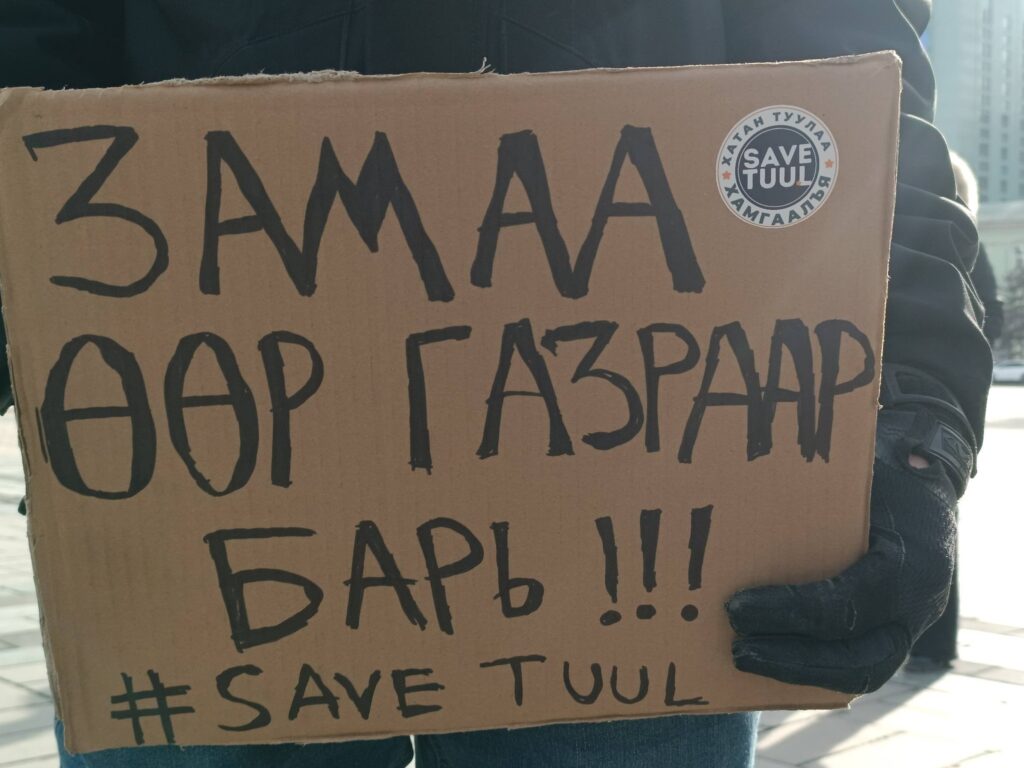 ЗАМАА
ӨӨР ГАЗРААР
БАРЬ !!!
# SAVE TUUL
ХАТАН ТУУЛАА
SAVE
TUUL
ХАМГААЛЪЯ